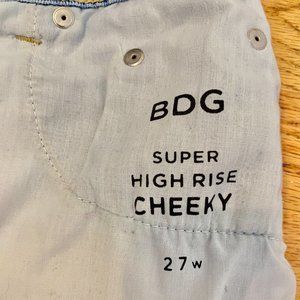 BDG
SUPER
HIGH RISE
CHEEKY
27w